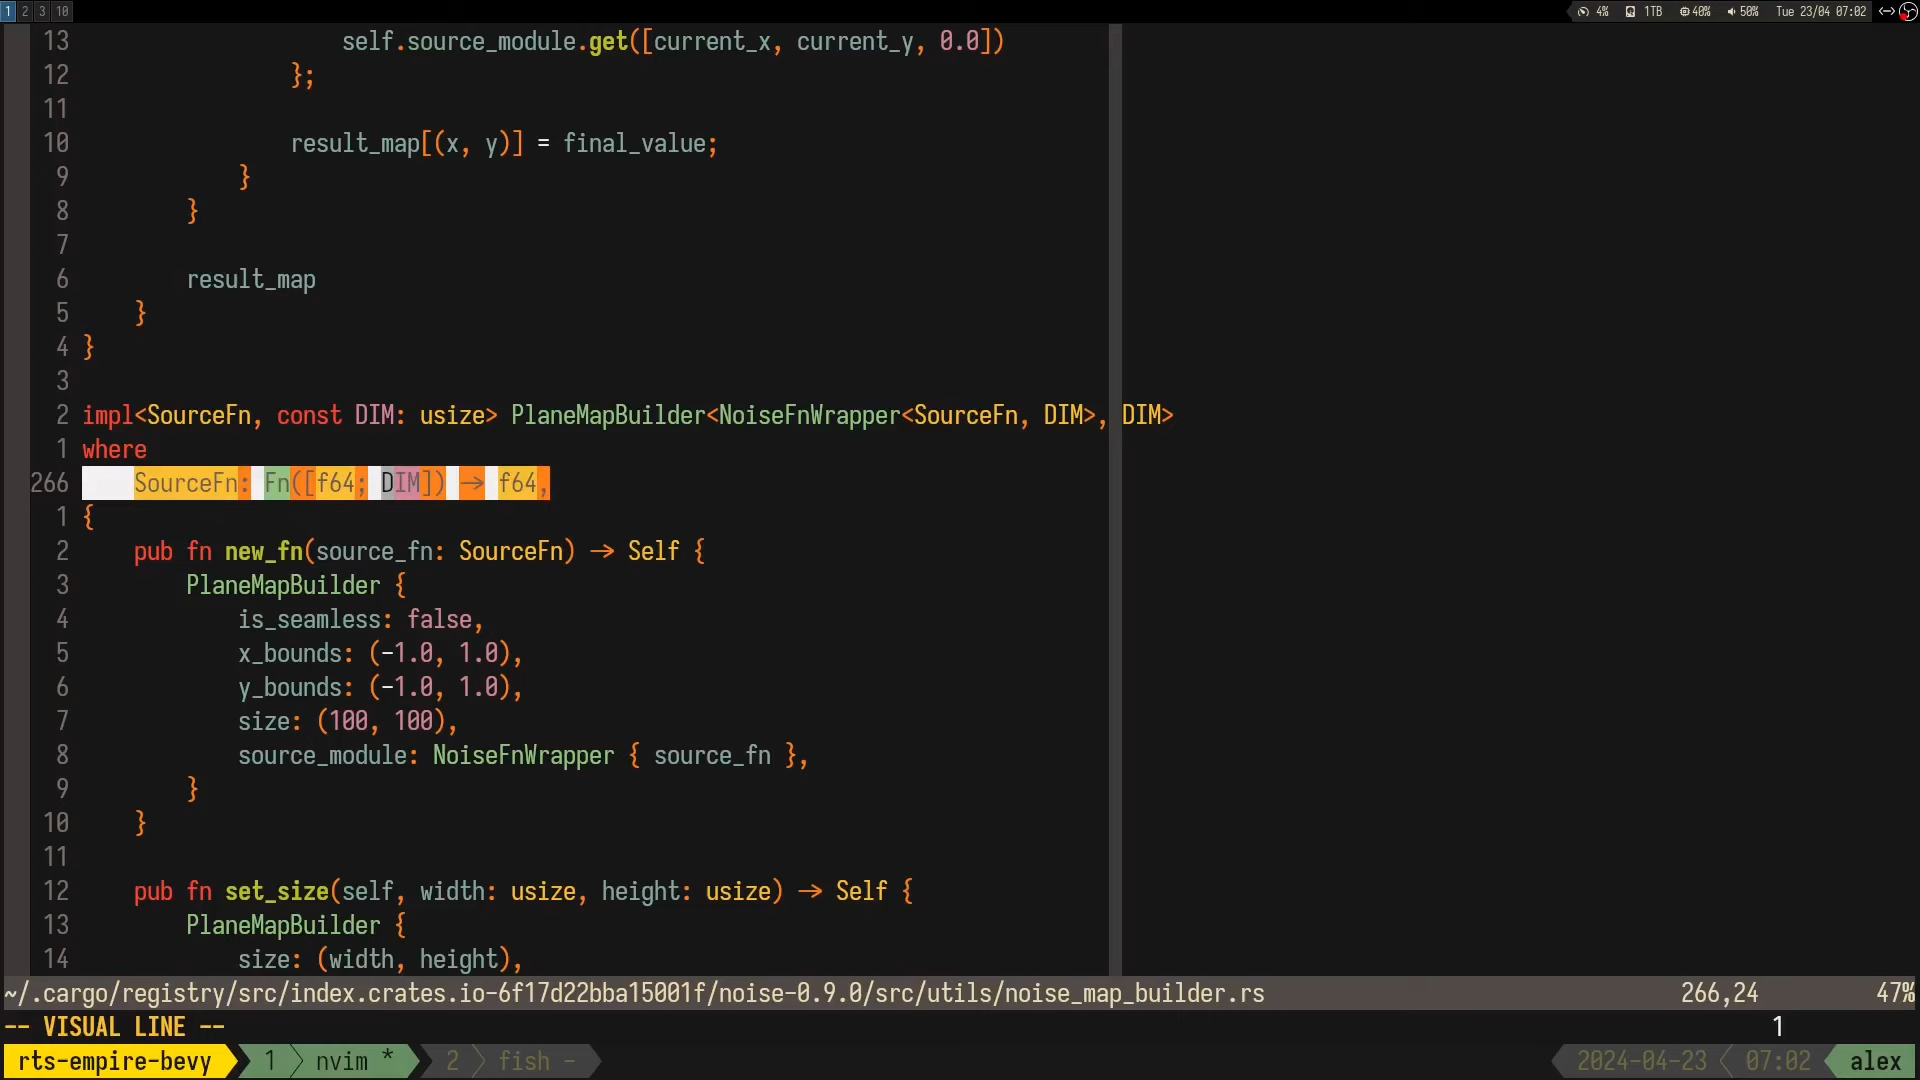 1 2 3 10 4% 1TB 40% 50% Tue 23/04 07:02
13 self.source_module.get([current_x, current_y, 0.0])
12 };
11
10 result_map[(x, y)] = final_value;
9 }
8 }
7
6 result_map
5 }
4 }
3
2 impl<SourceFn, const DIM: usize> PlaneMapBuilder<NoiseFnWrapper<SourceFn, DIM>, DIM>
1 where
266 SourceFn: Fn([f64; DIM]) -> f64,
1 {
2 pub fn new_fn(source_fn: SourceFn) -> Self {
3 PlaneMapBuilder {
4 is_seamless: false,
5 x_bounds: (-1.0, 1.0),
6 y_bounds: (-1.0, 1.0),
7 size: (100, 100),
8 source_module: NoiseFnWrapper { source_fn },
9 }
10 }
11
12 pub fn set_size(self, width: usize, height: usize) -> Self {
13 PlaneMapBuilder {
14 size: (width, height),
~/.cargo/registry/src/index.crates.io-6f17d22bba15001f/noise-0.9.0/src/utils/noise_map_builder.rs 266,24 47%
-- VISUAL LINE -- 1
rts-empire-bevy 1 nvim * 2 fish - 2024-04-23 07:02 alex